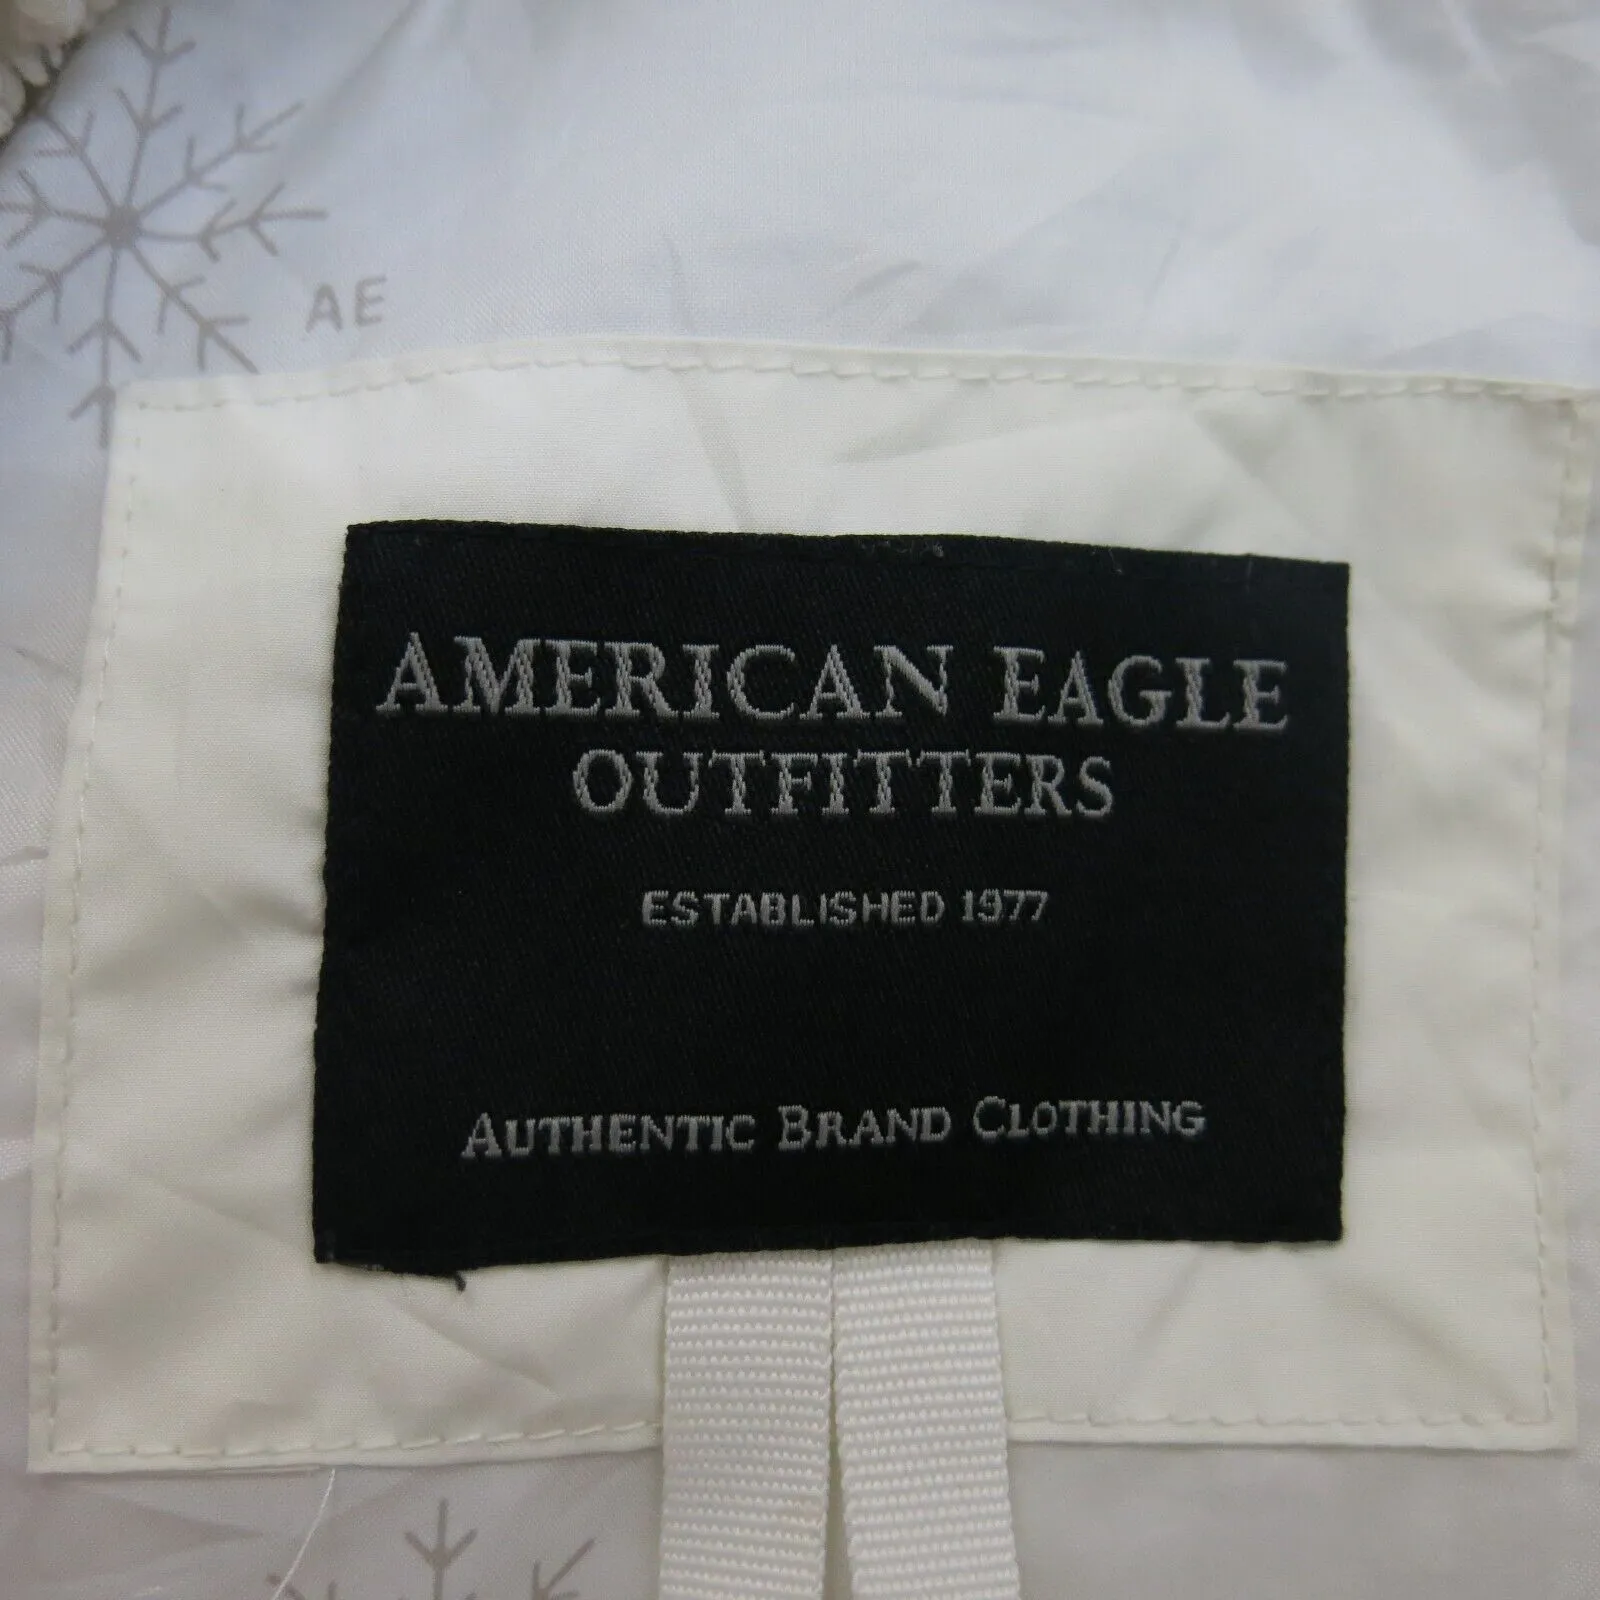 AE
AMERICAN EAGLE
OUTFITTERS
ESTABLISHED 1977
AUTHENTIC BRAND CLOTHING